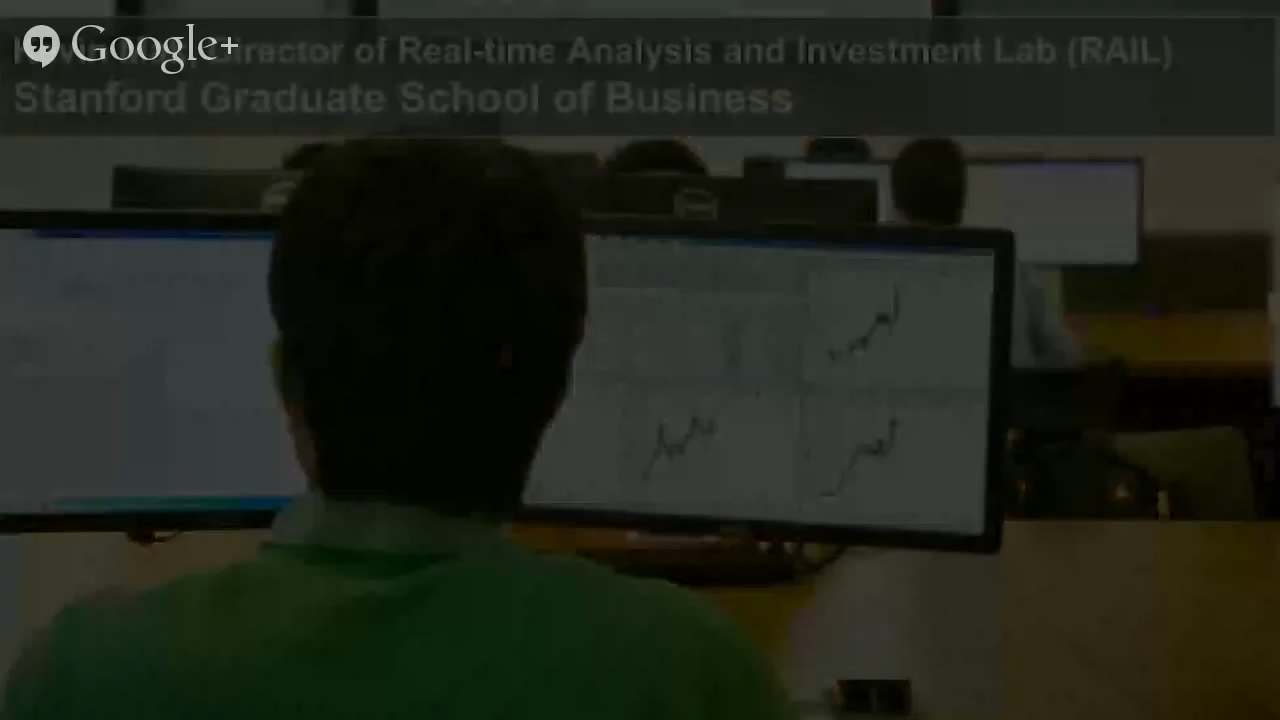 Google+
Director of Real-time Analysis and Investment Lab (RAIL)
Stanford Graduate School of Business